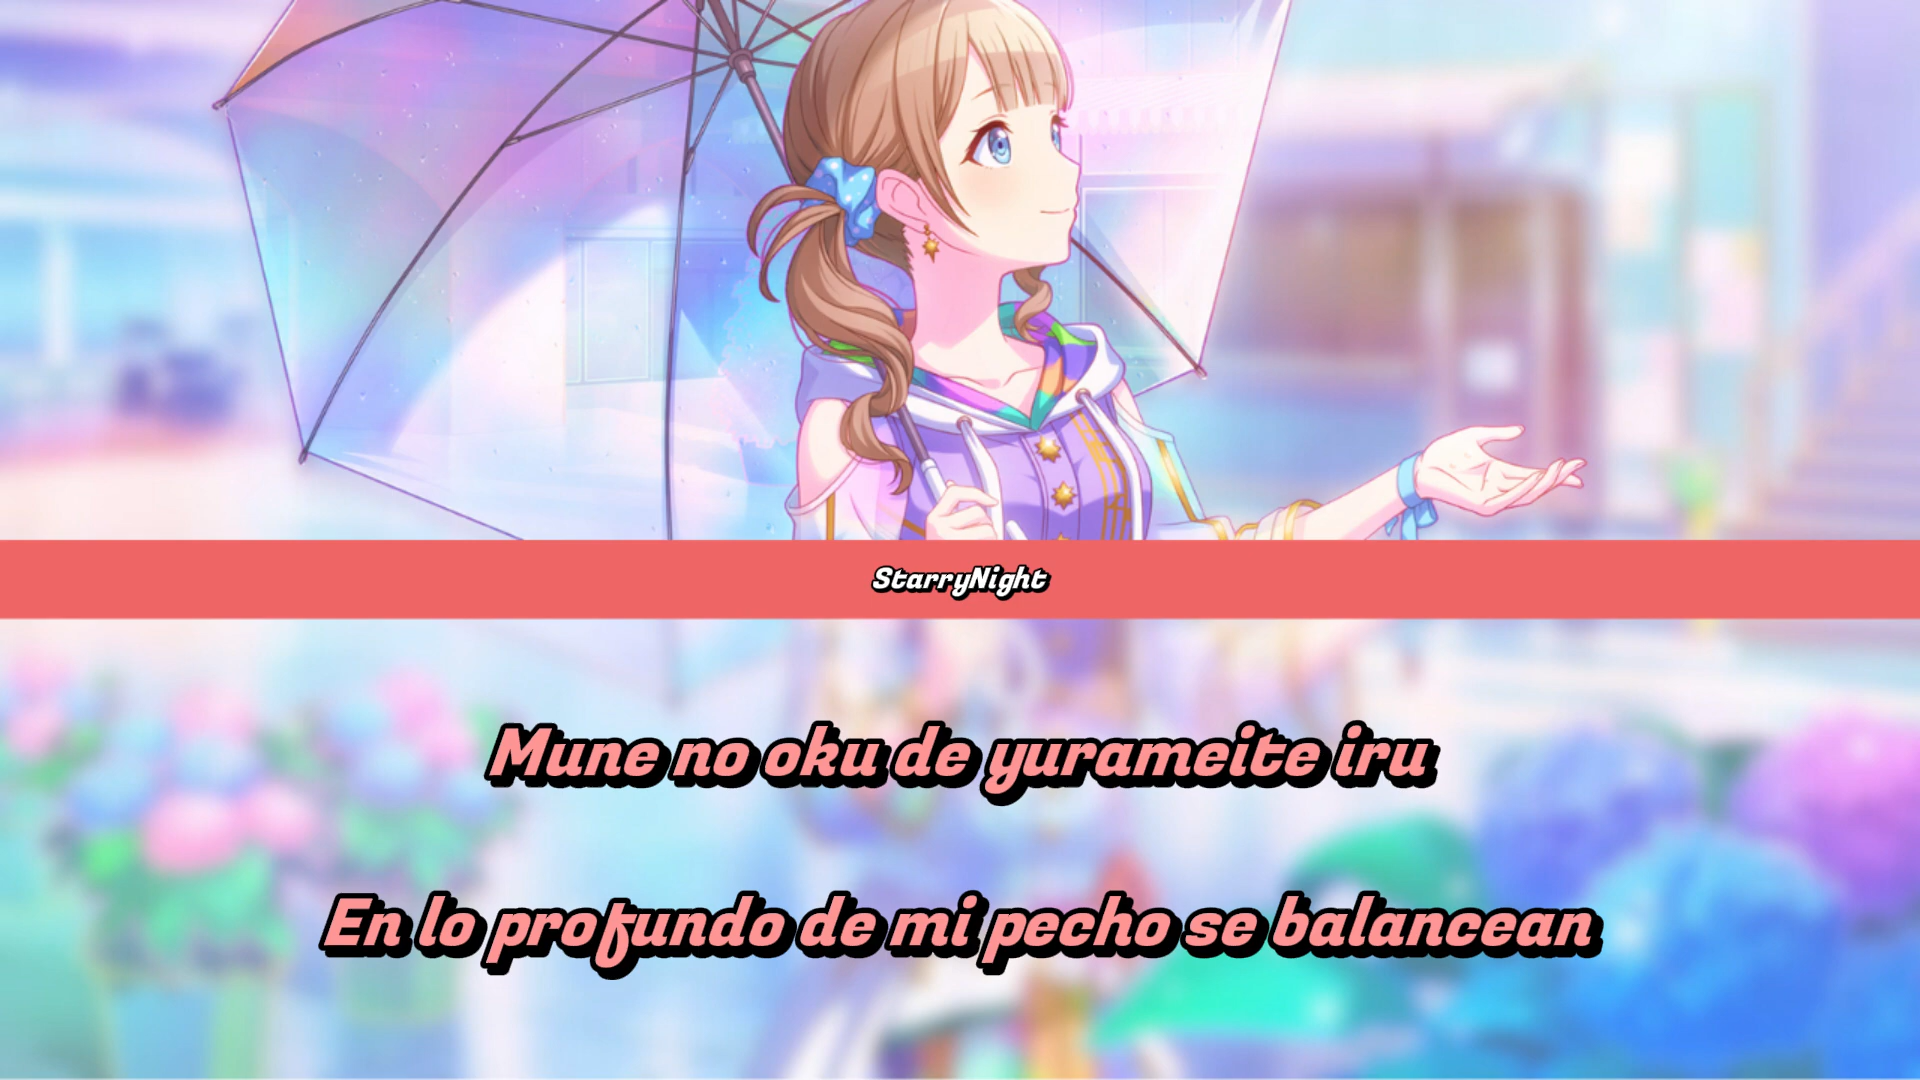 StarryNight
Mune no oku de yurameite iru
En lo profundo de mi pecho se balancean